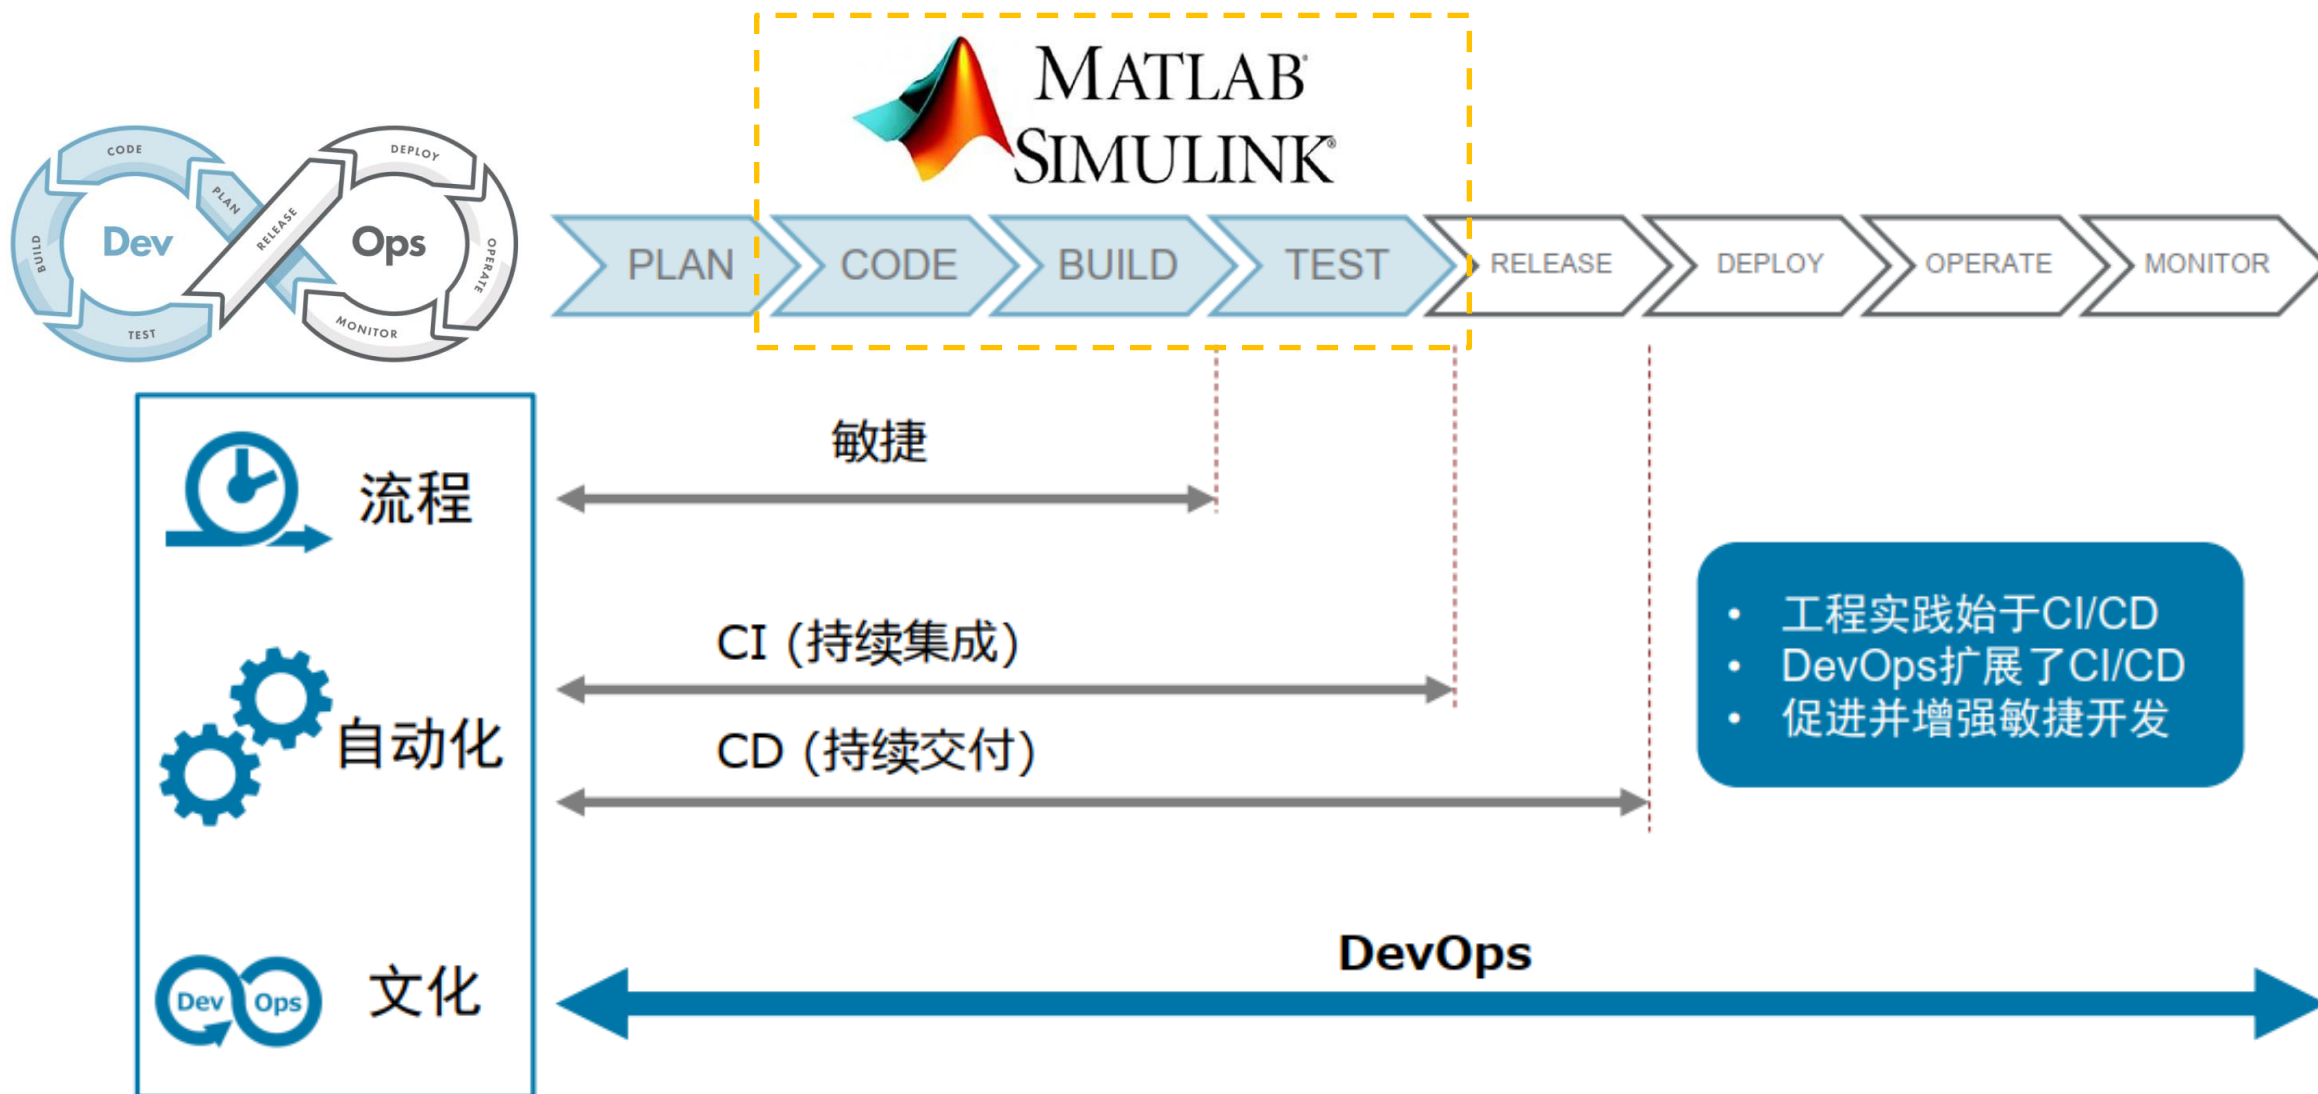 MATLAB®
SIMULINK®
CODE
DEPLOY
PLAN
RELEASE
Dev
Ops
BUILD
OPERATE
TEST
MONITOR
PLAN
CODE
BUILD
TEST
RELEASE
DEPLOY
OPERATE
MONITOR
流程
敏捷
自动化
CI (持续集成)
CD (持续交付)
• 工程实践始于CI/CD
• DevOps扩展了CI/CD
• 促进并增强敏捷开发
Dev Ops
文化
DevOps